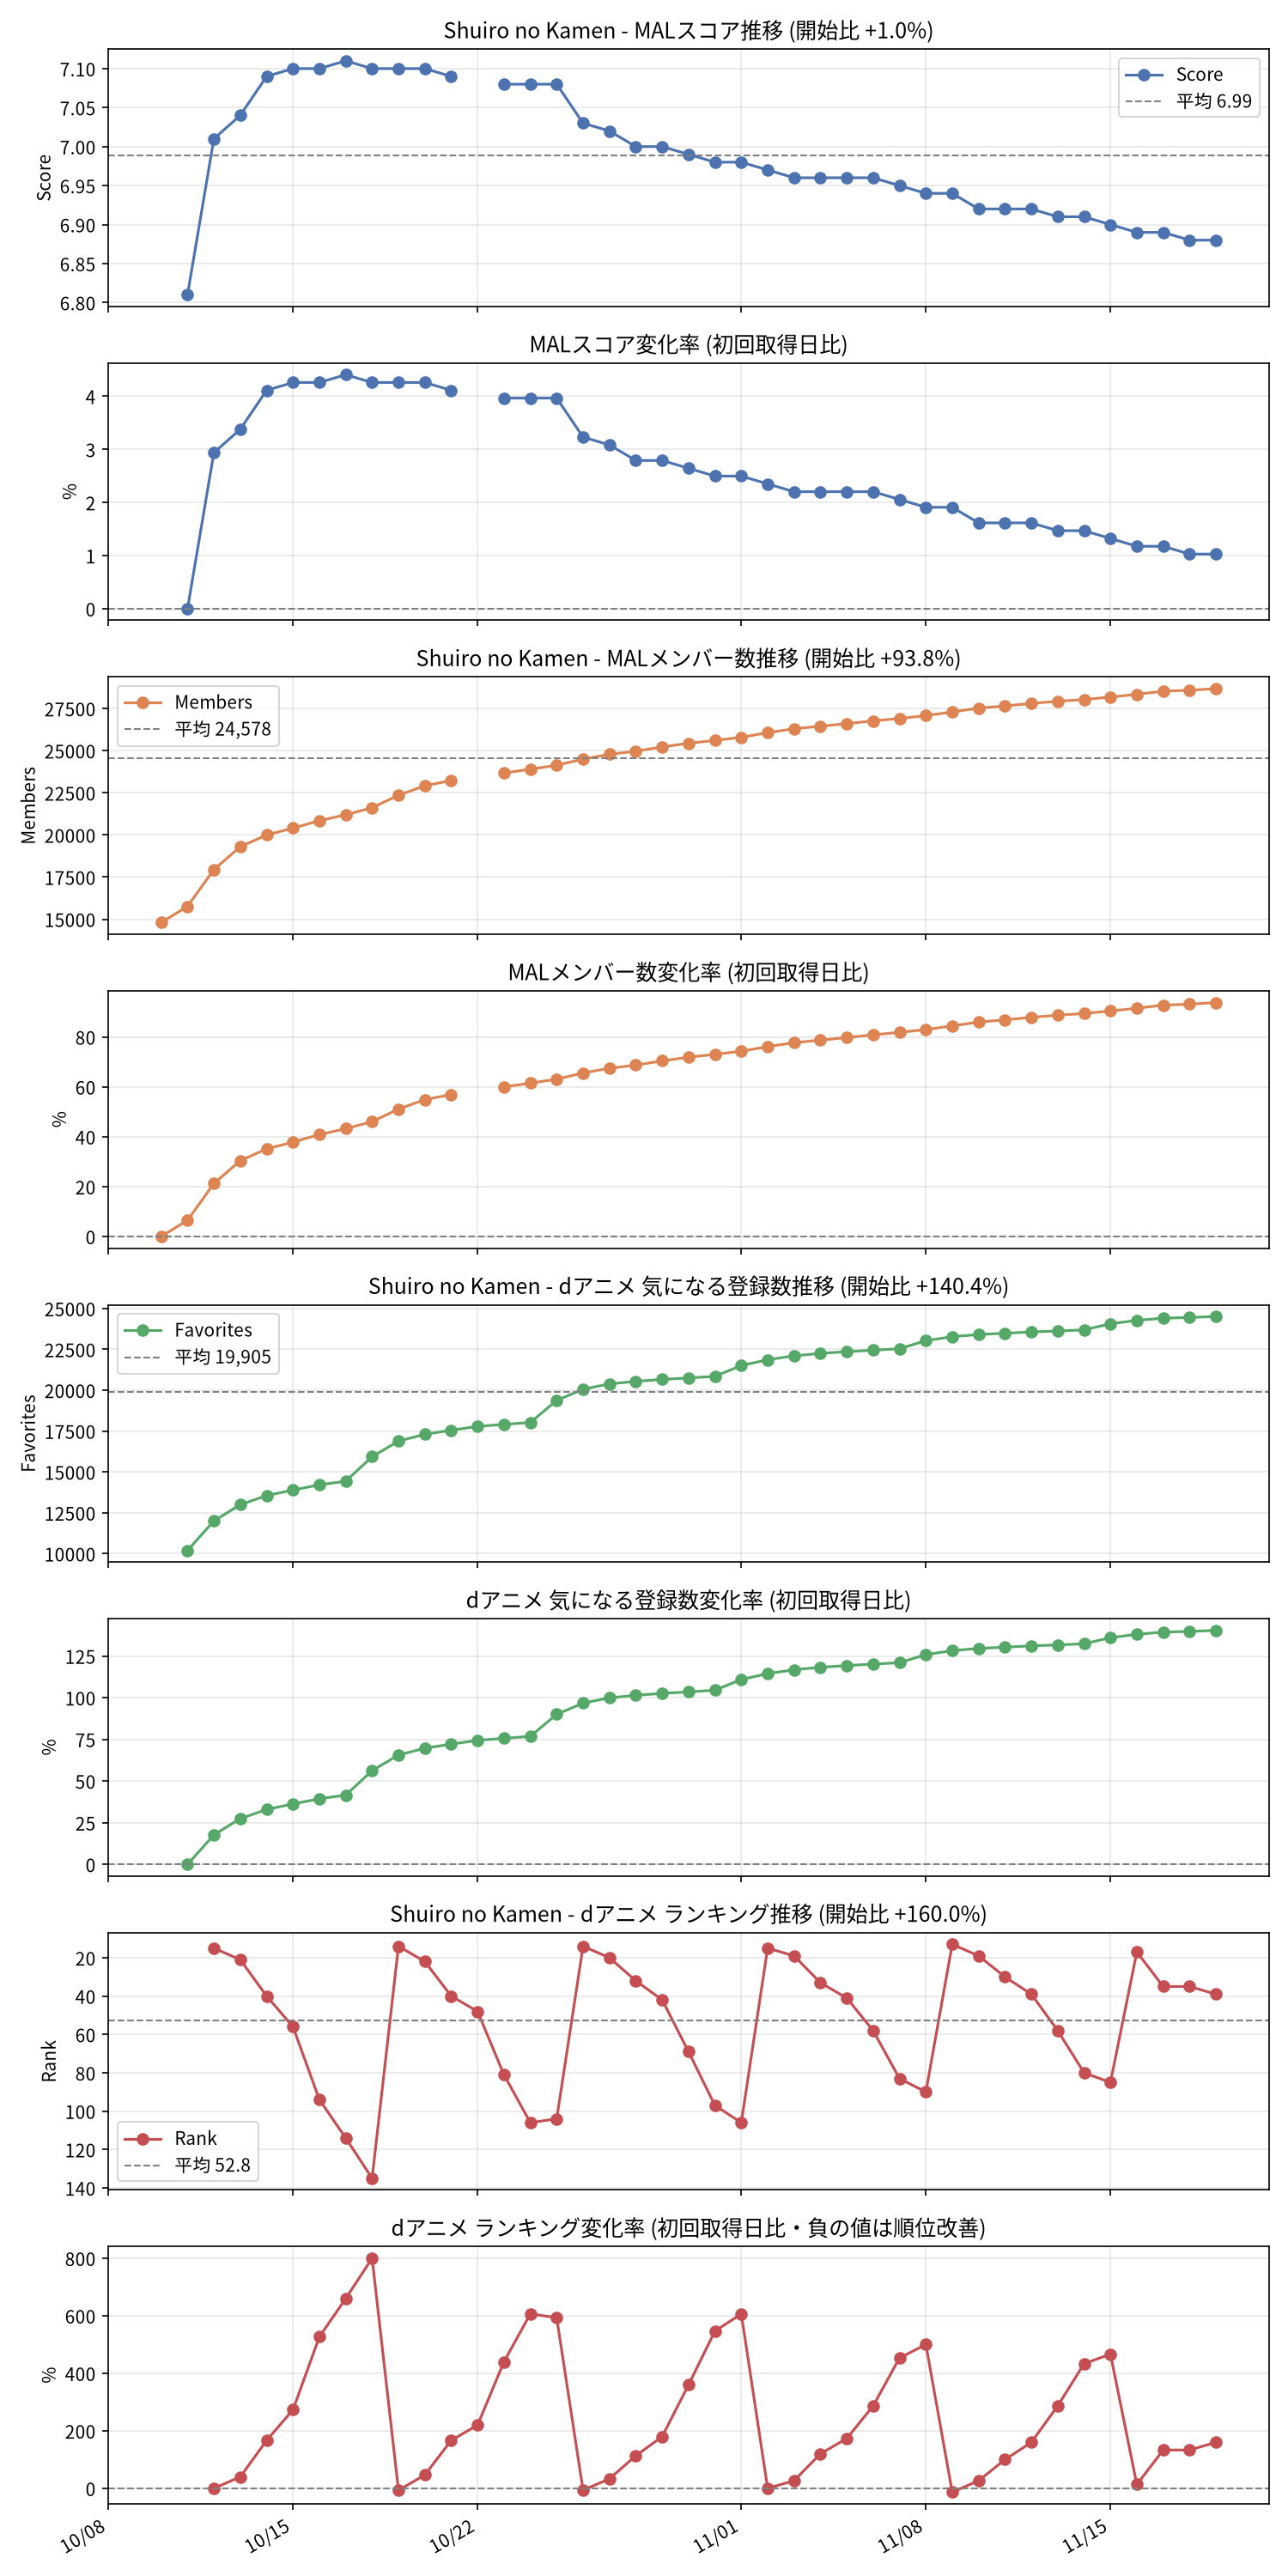 Shuiro no Kamen - MALスコア推移 (開始比 +1.0%)
Score
7.10
7.05
7.00
6.95
6.90
6.85
6.80
Score
平均 6.99
MALスコア変化率 (初回取得日比)
%
4
3
2
1
0
Shuiro no Kamen - MALメンバー数推移 (開始比 +93.8%)
Members
27500
25000
22500
20000
17500
15000
Members
平均 24,578
MALメンバー数変化率 (初回取得日比)
%
80
60
40
20
0
Shuiro no Kamen - dアニメ 気になる登録数推移 (開始比 +140.4%)
Favorites
25000
22500
20000
17500
15000
12500
10000
Favorites
平均 19,905
dアニメ 気になる登録数変化率 (初回取得日比)
%
125
100
75
50
25
0
Shuiro no Kamen - dアニメ ランキング推移 (開始比 +160.0%)
Rank
20
40
60
80
100
120
140
Rank
平均 52.8
dアニメ ランキング変化率 (初回取得日比・負の値は順位改善)
%
800
600
400
200
0
10/08
10/15
10/22
11/01
11/08
11/15